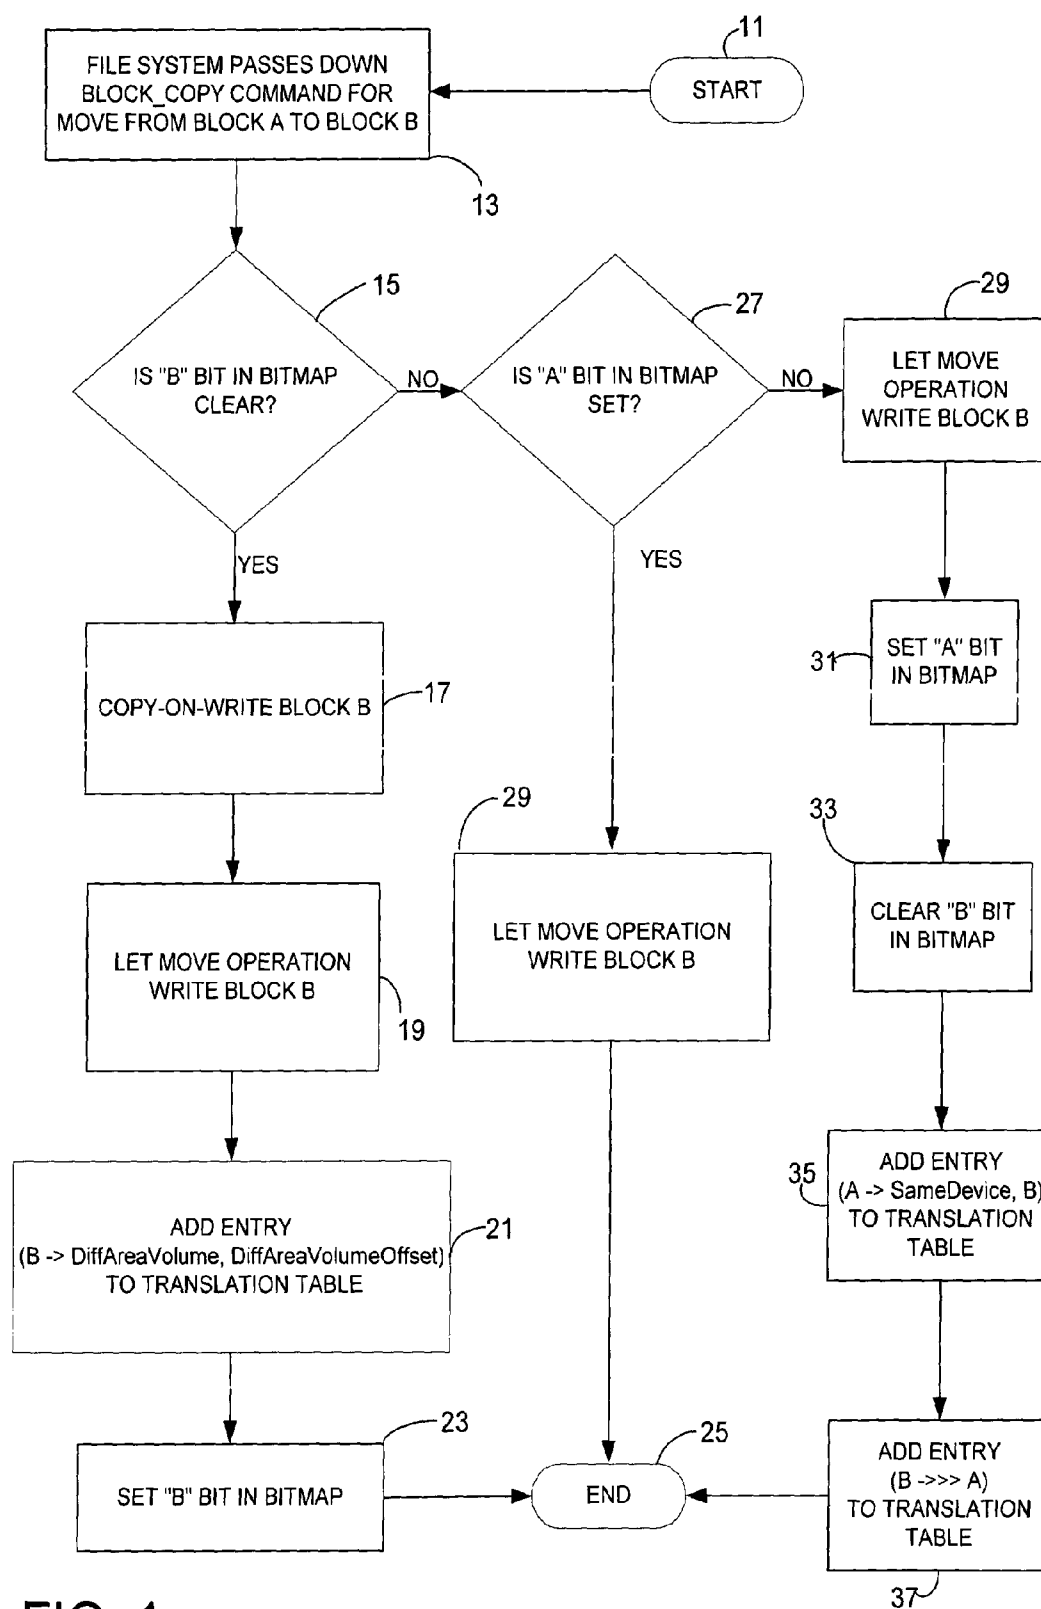 11
START
FILE SYSTEM PASSES DOWN
BLOCK_COPY COMMAND FOR
MOVE FROM BLOCK A TO BLOCK B
13
15
IS "B" BIT IN BITMAP
CLEAR?
NO
27
IS "A" BIT IN BITMAP
SET?
NO
29
LET MOVE
OPERATION
WRITE BLOCK B
YES
YES
COPY-ON-WRITE BLOCK B
17
31
SET "A" BIT
IN BITMAP
29
33
CLEAR "B" BIT
IN BITMAP
LET MOVE OPERATION
WRITE BLOCK B
19
LET MOVE OPERATION
WRITE BLOCK B
35
ADD ENTRY
(A -> SameDevice, B)
TO TRANSLATION
TABLE
ADD ENTRY
(B -> DiffAreaVolume, DiffAreaVolumeOffset)
TO TRANSLATION TABLE
21
23
SET "B" BIT IN BITMAP
25
END
ADD ENTRY
(B ->>> A)
TO TRANSLATION
TABLE
37